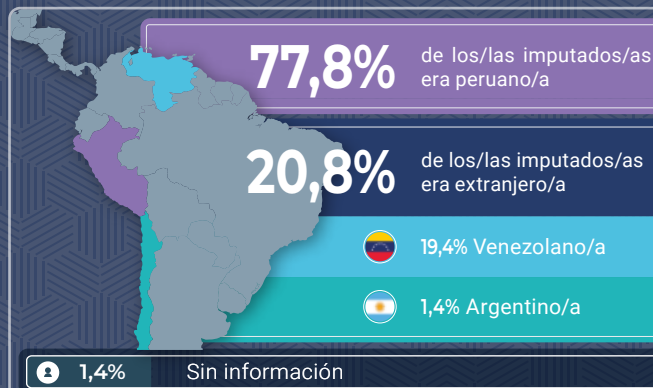 77,8%
de los/las imputados/as
era peruano/a
20,8%
de los/las imputados/as
era extranjero/a
19,4% Venezolano/a
1,4% Argentino/a
1,4% Sin información